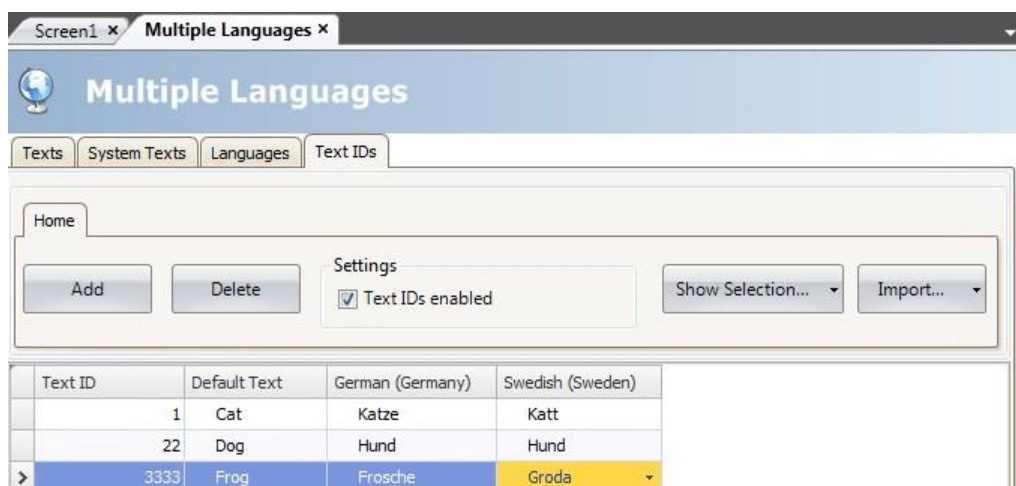 Screen1 × Multiple Languages ×
Multiple Languages
Texts System Texts Languages Text IDs
Home
Settings
Add Delete Text IDs enabled Show Selection... Import...
Text ID Default Text German (Germany) Swedish (Sweden)
1 Cat Katze Katt
22 Dog Hund Hund
3333 Frog Frosche Groda